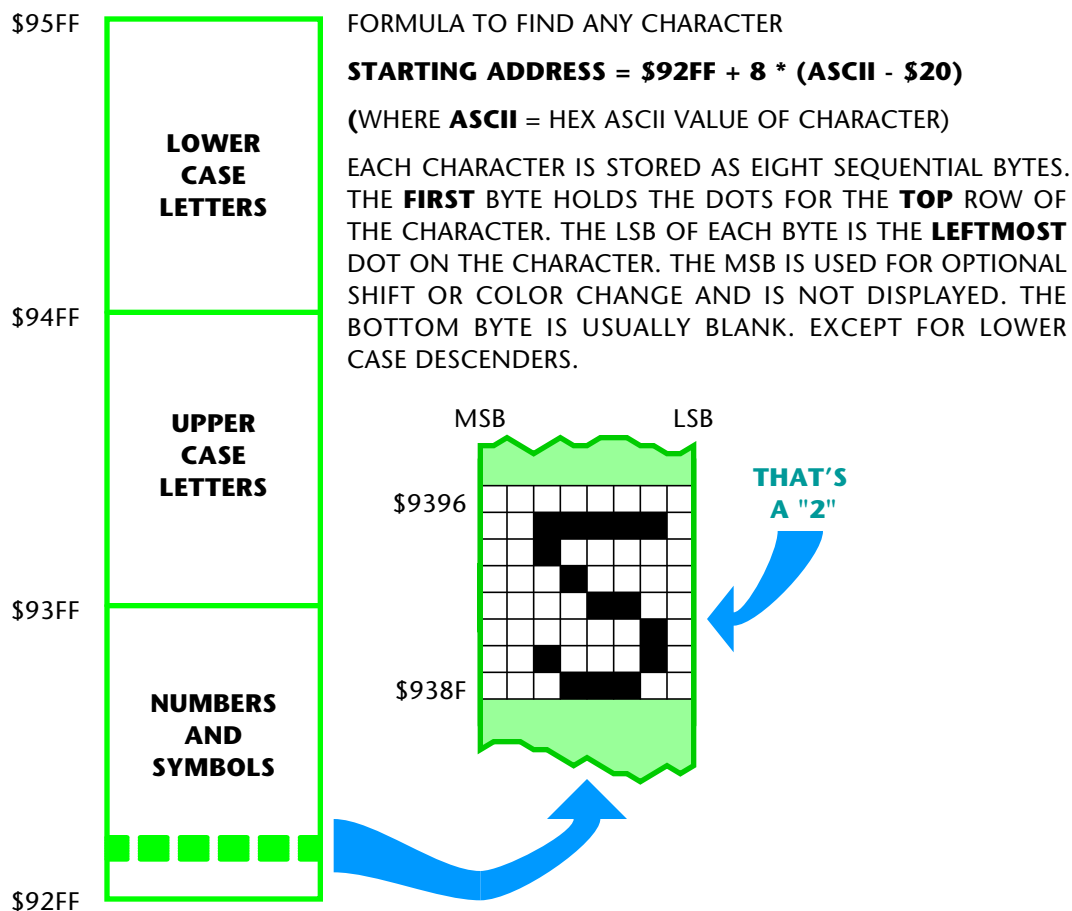 $95FF
FORMULA TO FIND ANY CHARACTER
STARTING ADDRESS = $92FF + 8 * (ASCII - $20)
(WHERE ASCII = HEX ASCII VALUE OF CHARACTER)
EACH CHARACTER IS STORED AS EIGHT SEQUENTIAL BYTES.
THE FIRST BYTE HOLDS THE DOTS FOR THE TOP ROW OF
THE CHARACTER. THE LSB OF EACH BYTE IS THE LEFTMOST
DOT ON THE CHARACTER. THE MSB IS USED FOR OPTIONAL
SHIFT OR COLOR CHANGE AND IS NOT DISPLAYED. THE
BOTTOM BYTE IS USUALLY BLANK. EXCEPT FOR LOWER
CASE DESCENDERS.
LOWER
CASE
LETTERS
$94FF
UPPER
CASE
LETTERS
$93FF
NUMBERS
AND
SYMBOLS
$92FF
MSB
LSB
$9396
$938F
THAT'S
A "2"